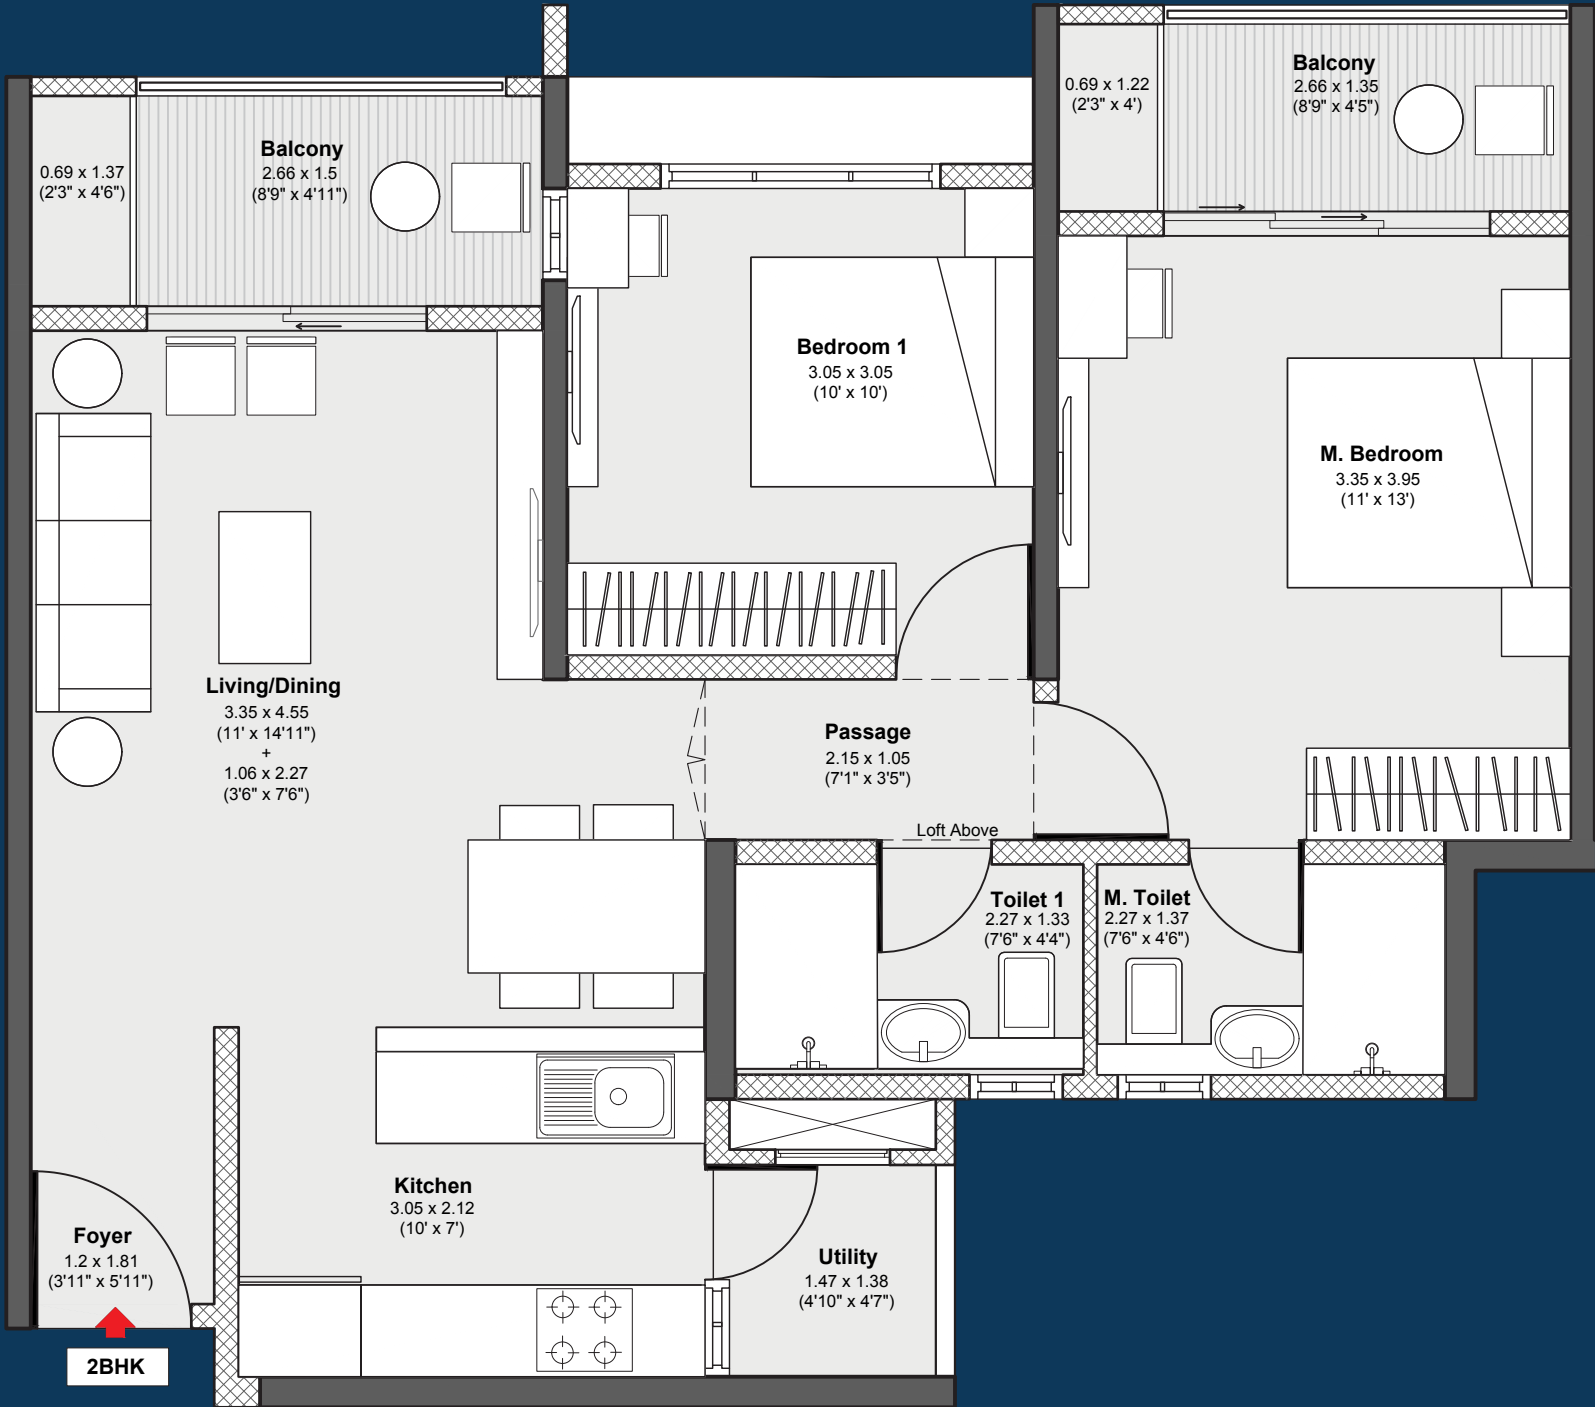 Balcony
2.66 x 1.35
(8'9" x 4'5")
0.69 x 1.22
(2'3" x 4')
Balcony
2.66 x 1.5
(8'9" x 4'11")
0.69 x 1.37
(2'3" x 4'6")
Bedroom 1
3.05 x 3.05
(10' x 10')
M. Bedroom
3.35 x 3.95
(11' x 13')
Living/Dining
3.35 x 4.55
(11' x 14'11")
+
1.06 x 2.27
(3'6" x 7'6")
Passage
2.15 x 1.05
(7'1" x 3'5")
Loft Above
Toilet 1
2.27 x 1.33
(7'6" x 4'4")
M. Toilet
2.27 x 1.37
(7'6" x 4'6")
Kitchen
3.05 x 2.12
(10' x 7')
Foyer
1.2 x 1.81
(3'11" x 5'11")
Utility
1.47 x 1.38
(4'10" x 4'7")
2BHK